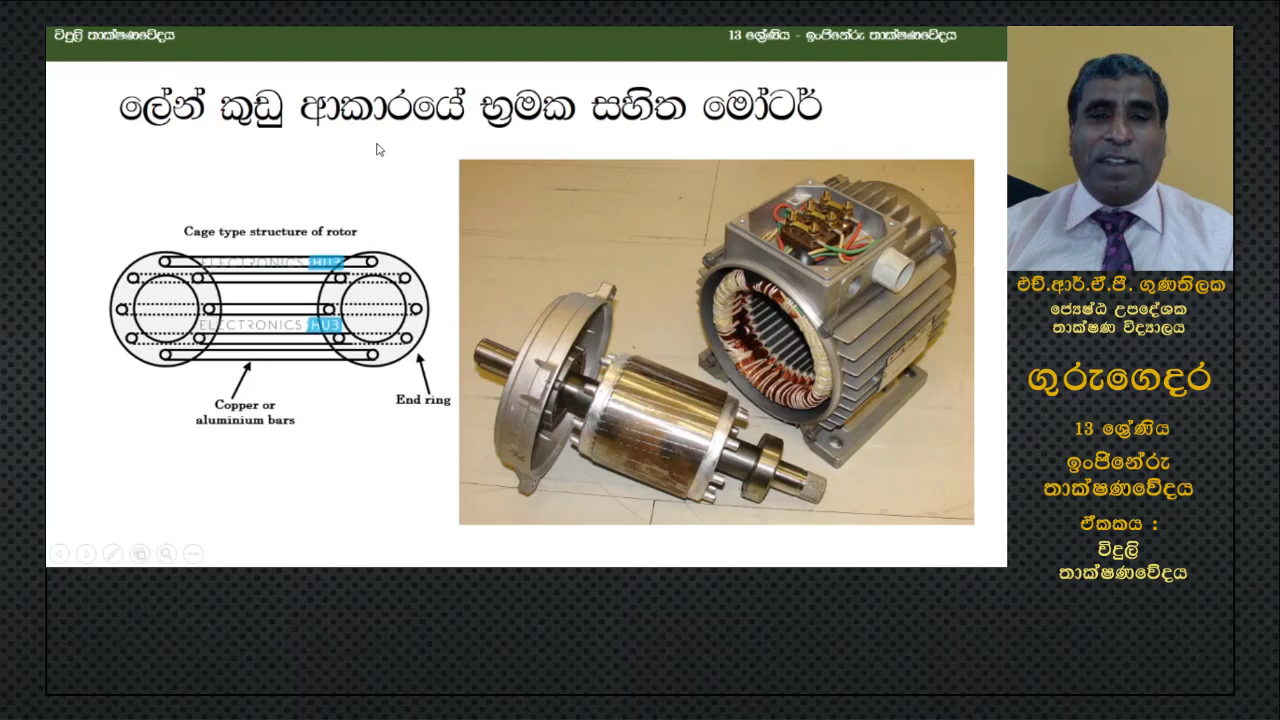 විදුලි තාක්ෂණවේදය
13 ශ්‍රේණිය - ඉංජිනේරු තාක්ෂණවේදය
ලේන් කුඩු ආකාරයේ භ්‍රමක සහිත මෝටර්
Cage type structure of rotor
ELECTRONICS HUB
ELECTRONICS HUB
Copper or
aluminium bars
End ring
එච්.ආර්.ඒ.පී. ගුණතිලක
ජ්‍යෙෂ්ඨ උපදේශක
තාක්ෂණ විද්‍යාලය
ගුරුගෙදර
13 ශ්‍රේණිය
ඉංජිනේරු
තාක්ෂණවේදය
ඒකකය :
විදුලි
තාක්ෂණවේදය